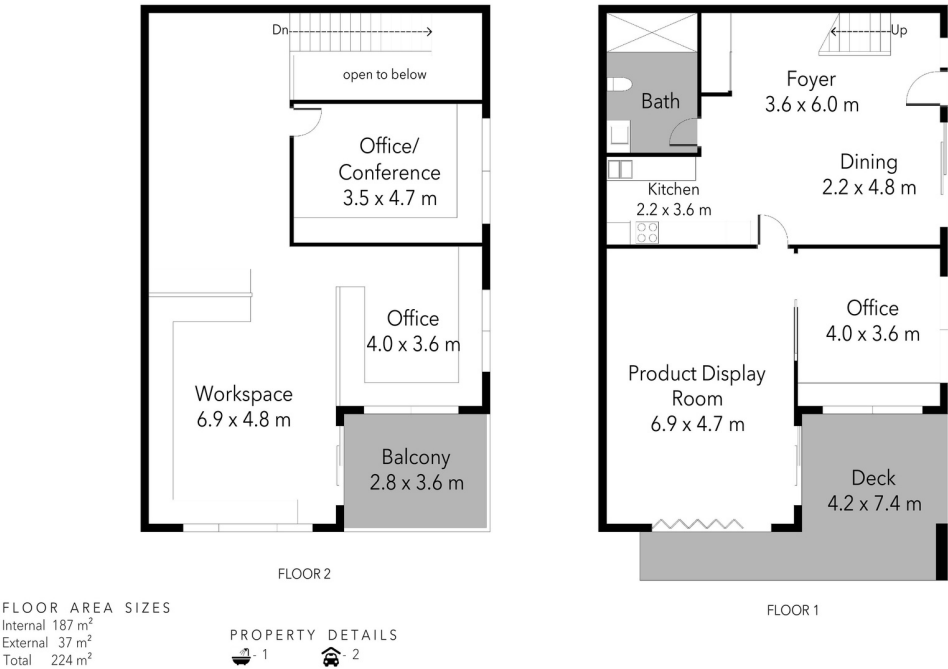 Dn
open to below
Office/
Conference
3.5 x 4.7 m
Office
4.0 x 3.6 m
Workspace
6.9 x 4.8 m
Balcony
2.8 x 3.6 m
FLOOR 2
Up
Foyer
3.6 x 6.0 m
Bath
Dining
2.2 x 4.8 m
Kitchen
2.2 x 3.6 m
Office
4.0 x 3.6 m
Product Display
Room
6.9 x 4.7 m
Deck
4.2 x 7.4 m
FLOOR 1
FLOOR AREA SIZES
Internal 187 m²
External 37 m²
Total 224 m²
PROPERTY DETAILS
- 1 - 2